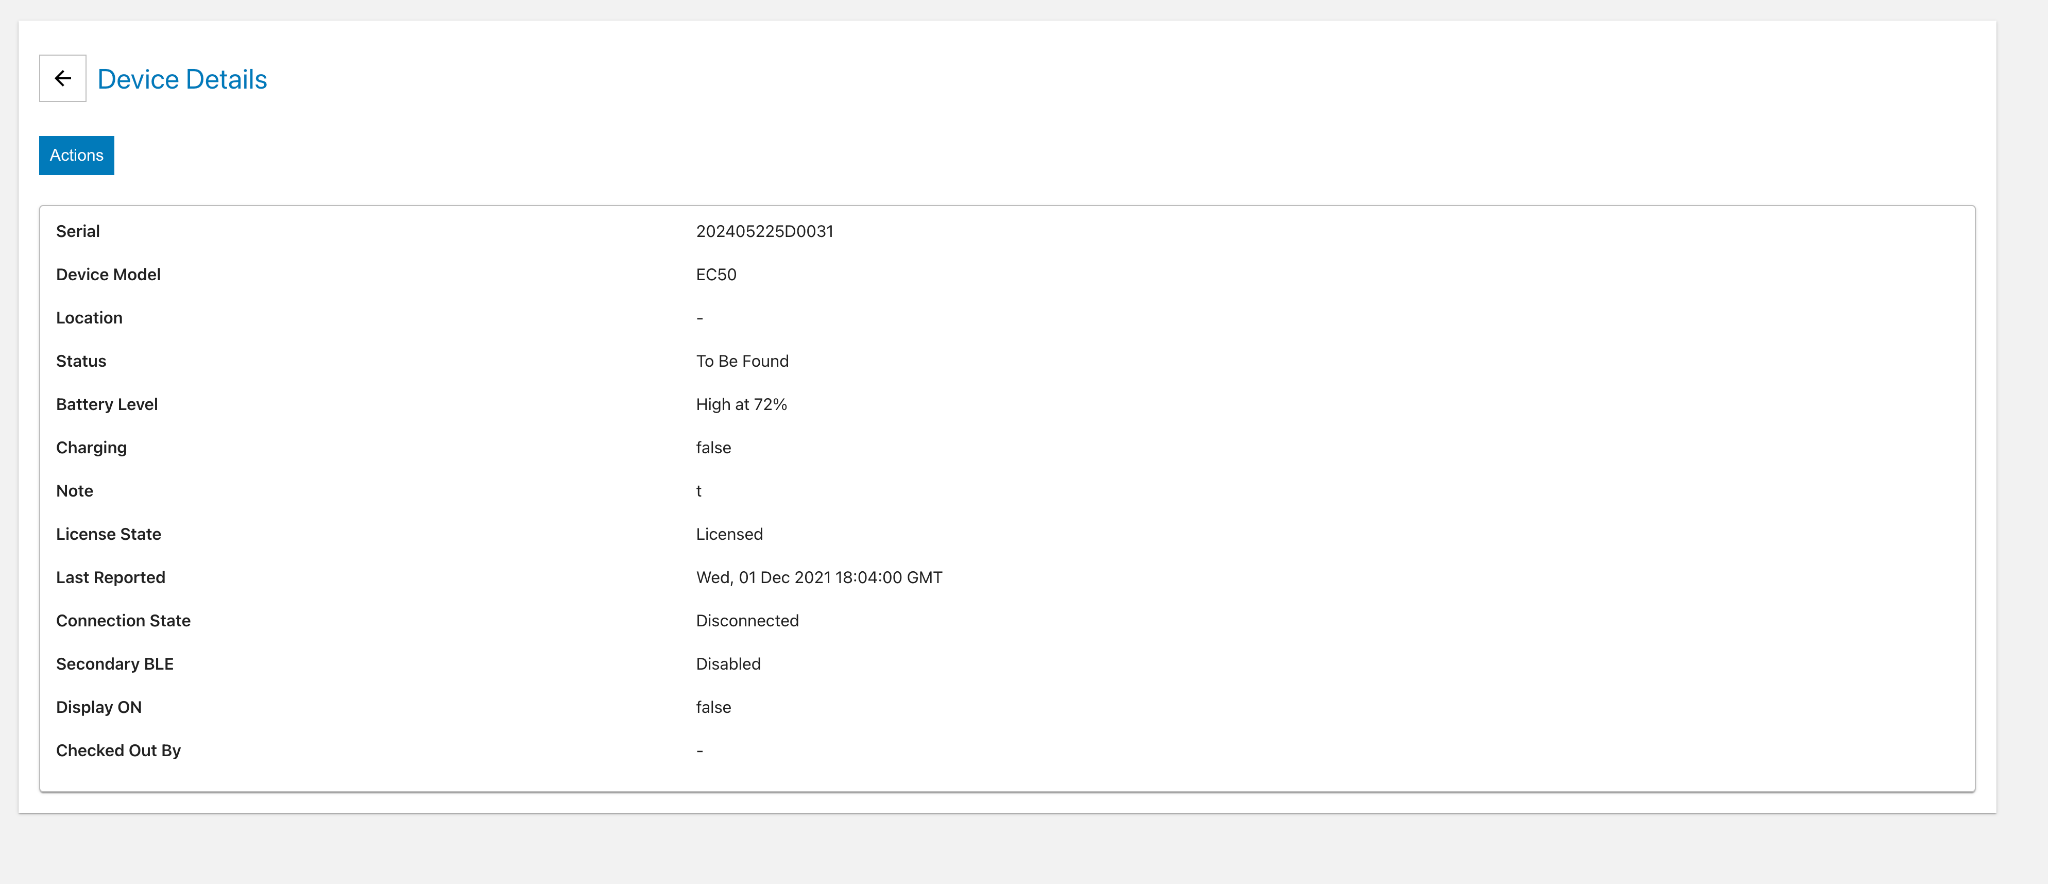 Device Details
Actions
Serial 202405225D0031
Device Model EC50
Location -
Status To Be Found
Battery Level High at 72%
Charging false
Note t
License State Licensed
Last Reported Wed, 01 Dec 2021 18:04:00 GMT
Connection State Disconnected
Secondary BLE Disabled
Display ON false
Checked Out By -